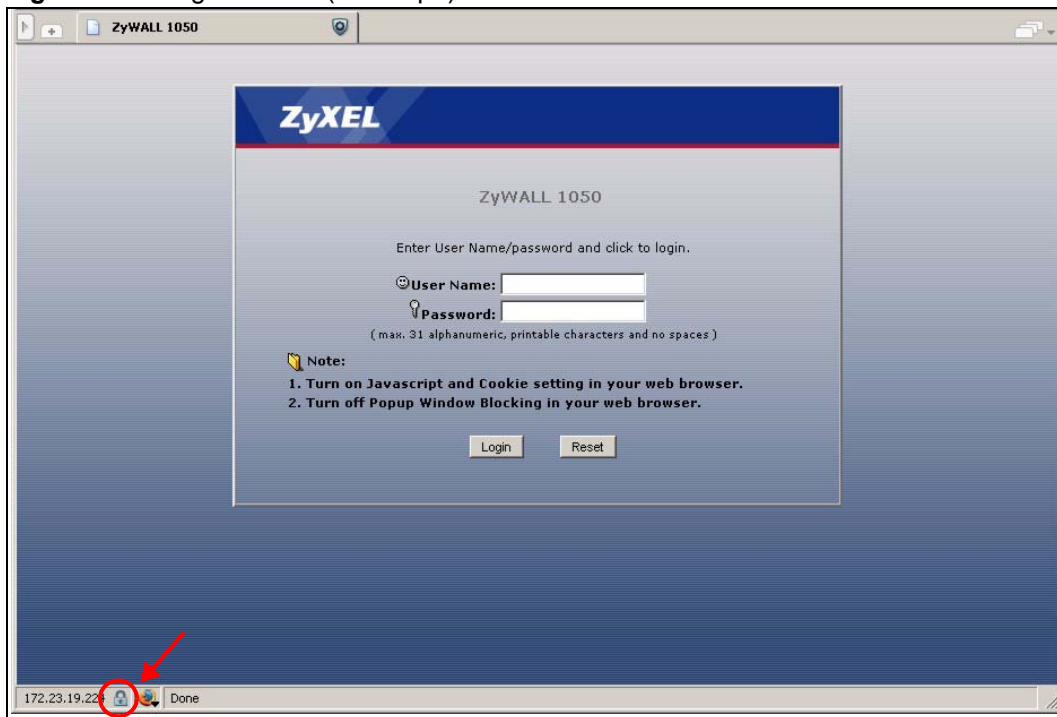 ZyWALL 1050
ZyXEL
ZyWALL 1050
Enter User Name/password and click to login.
User Name:
Password:
( max. 31 alphanumeric, printable characters and no spaces )
Note:
1. Turn on Javascript and Cookie setting in your web browser.
2. Turn off Popup Window Blocking in your web browser.
Login Reset
Done